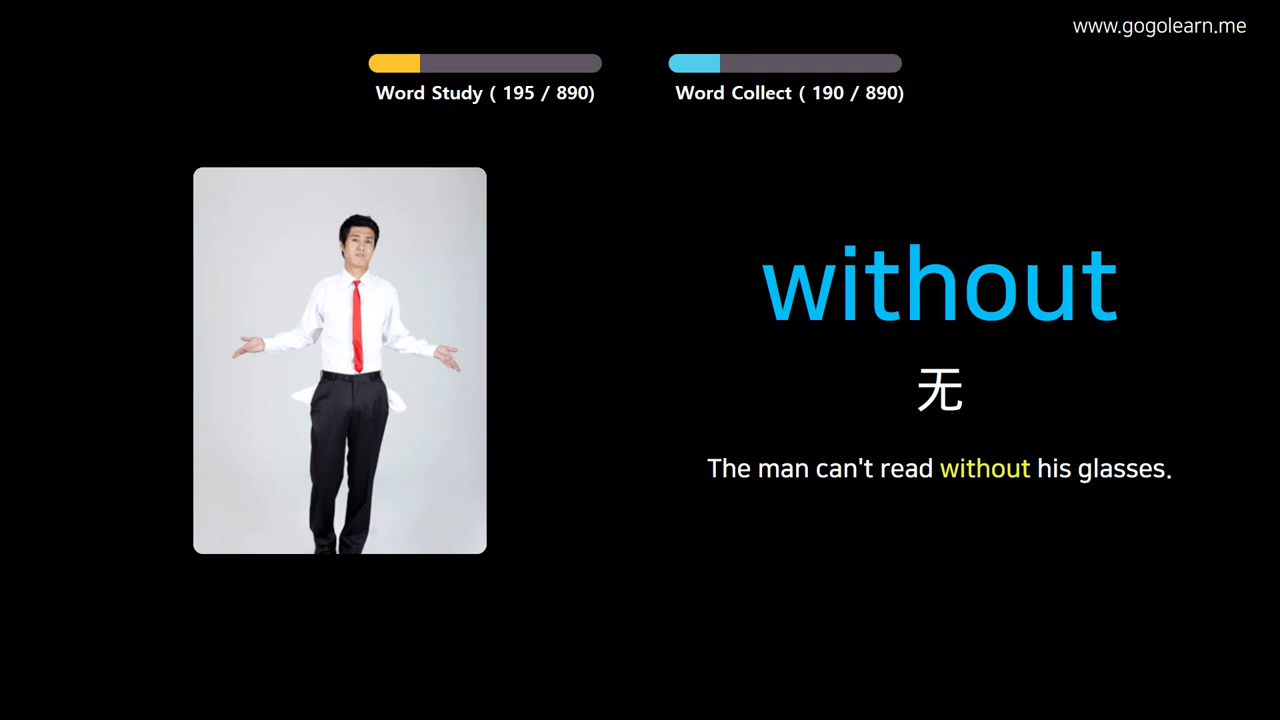 www.gogolearn.me
Word Study ( 195 / 890)
Word Collect ( 190 / 890)
without
无
The man can't read without his glasses.